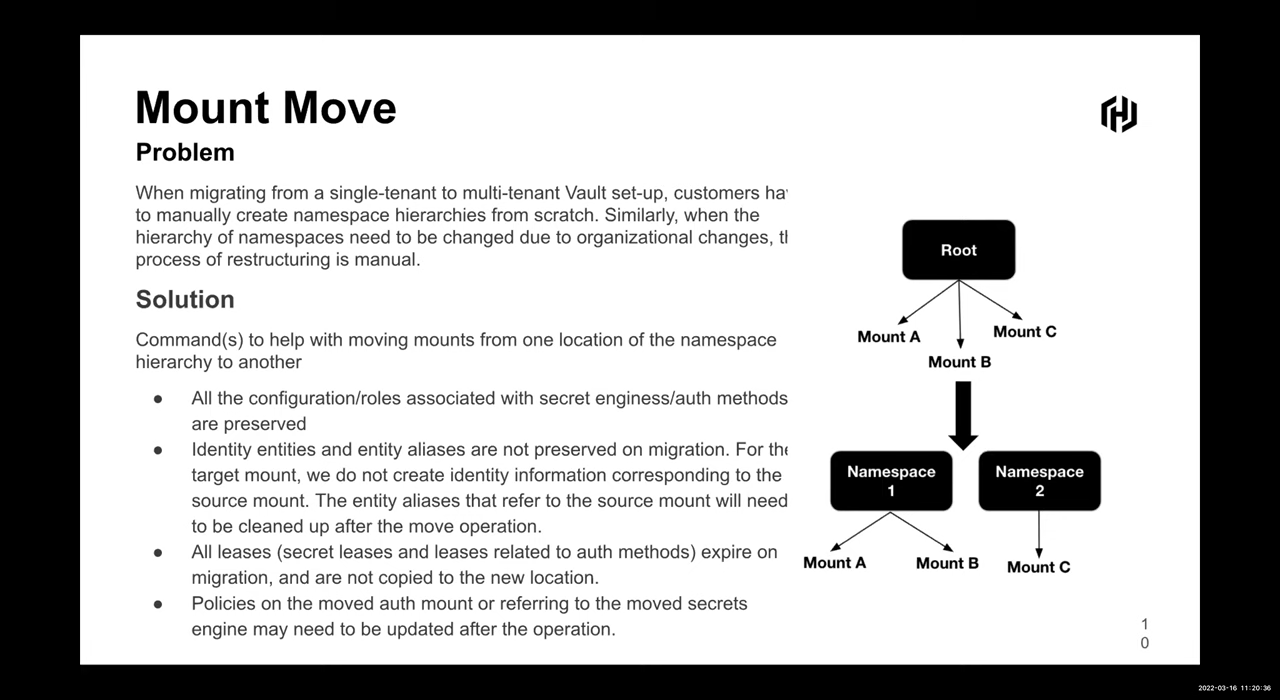 Mount Move
Problem
When migrating from a single-tenant to multi-tenant Vault set-up, customers
to manually create namespace hierarchies from scratch. Similarly, when the
hierarchy of namespaces need to be changed due to organizational changes,
process of restructuring is manual.
Solution
Command(s) to help with moving mounts from one location of the namespace
hierarchy to another
● All the configuration/roles associated with secret enginess/auth methods
are preserved
● Identity entities and entity aliases are not preserved on migration. For the
target mount, we do not create identity information corresponding to the
source mount. The entity aliases that refer to the source mount will need
to be cleaned up after the move operation.
● All leases (secret leases and leases related to auth methods) expire on
migration, and are not copied to the new location.
● Policies on the moved auth mount or referring to the moved secrets
engine may need to be updated after the operation.
Root
Mount A
Mount B
Mount C
Namespace
1
Namespace
2
Mount A
Mount B
Mount C
1
0
2022-03-16 11:20:36